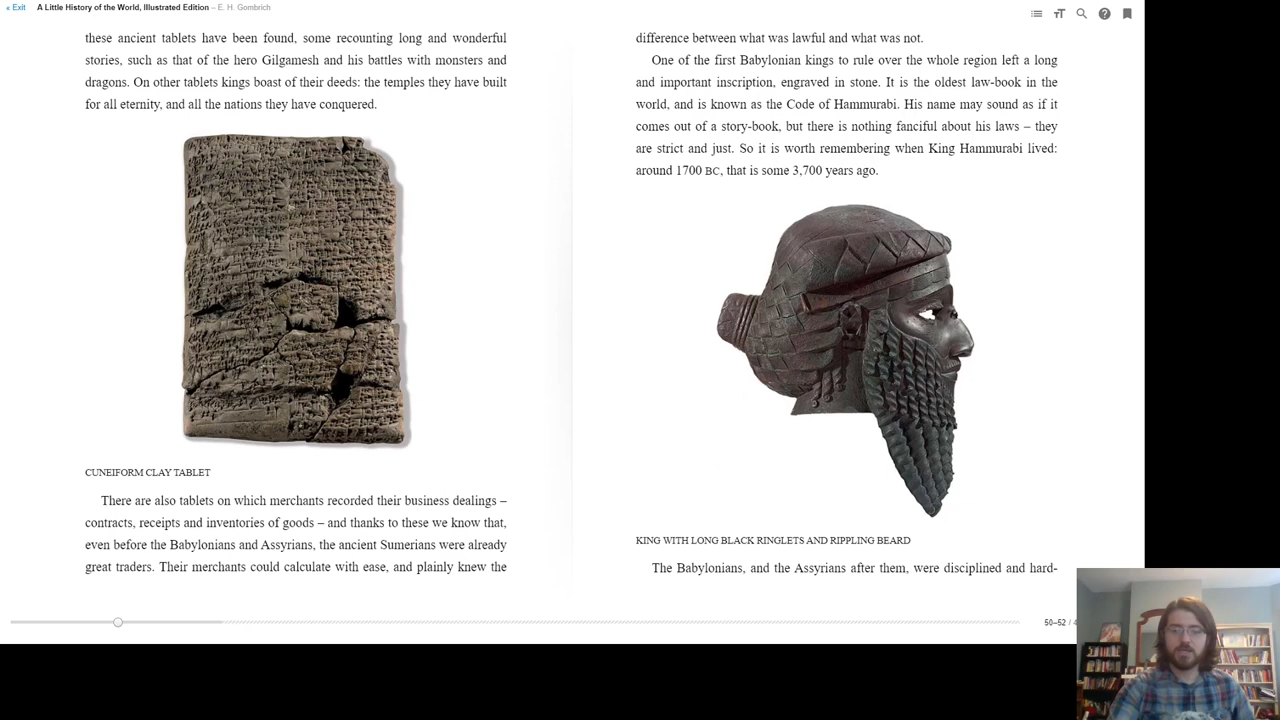 « Exit A Little History of the World, Illustrated Edition – E. H. Gombrich
these ancient tablets have been found, some recounting long and wonderful
stories, such as that of the hero Gilgamesh and his battles with monsters and
dragons. On other tablets kings boast of their deeds: the temples they have built
for all eternity, and all the nations they have conquered.
CUNEIFORM CLAY TABLET
There are also tablets on which merchants recorded their business dealings –
contracts, receipts and inventories of goods – and thanks to these we know that,
even before the Babylonians and Assyrians, the ancient Sumerians were already
great traders. Their merchants could calculate with ease, and plainly knew the
difference between what was lawful and what was not.
One of the first Babylonian kings to rule over the whole region left a long
and important inscription, engraved in stone. It is the oldest law-book in the
world, and is known as the Code of Hammurabi. His name may sound as if it
comes out of a story-book, but there is nothing fanciful about his laws – they
are strict and just. So it is worth remembering when King Hammurabi lived:
around 1700 BC, that is some 3,700 years ago.
KING WITH LONG BLACK RINGLETS AND RIPPLING BEARD
The Babylonians, and the Assyrians after them, were disciplined and hard-
50–52 /